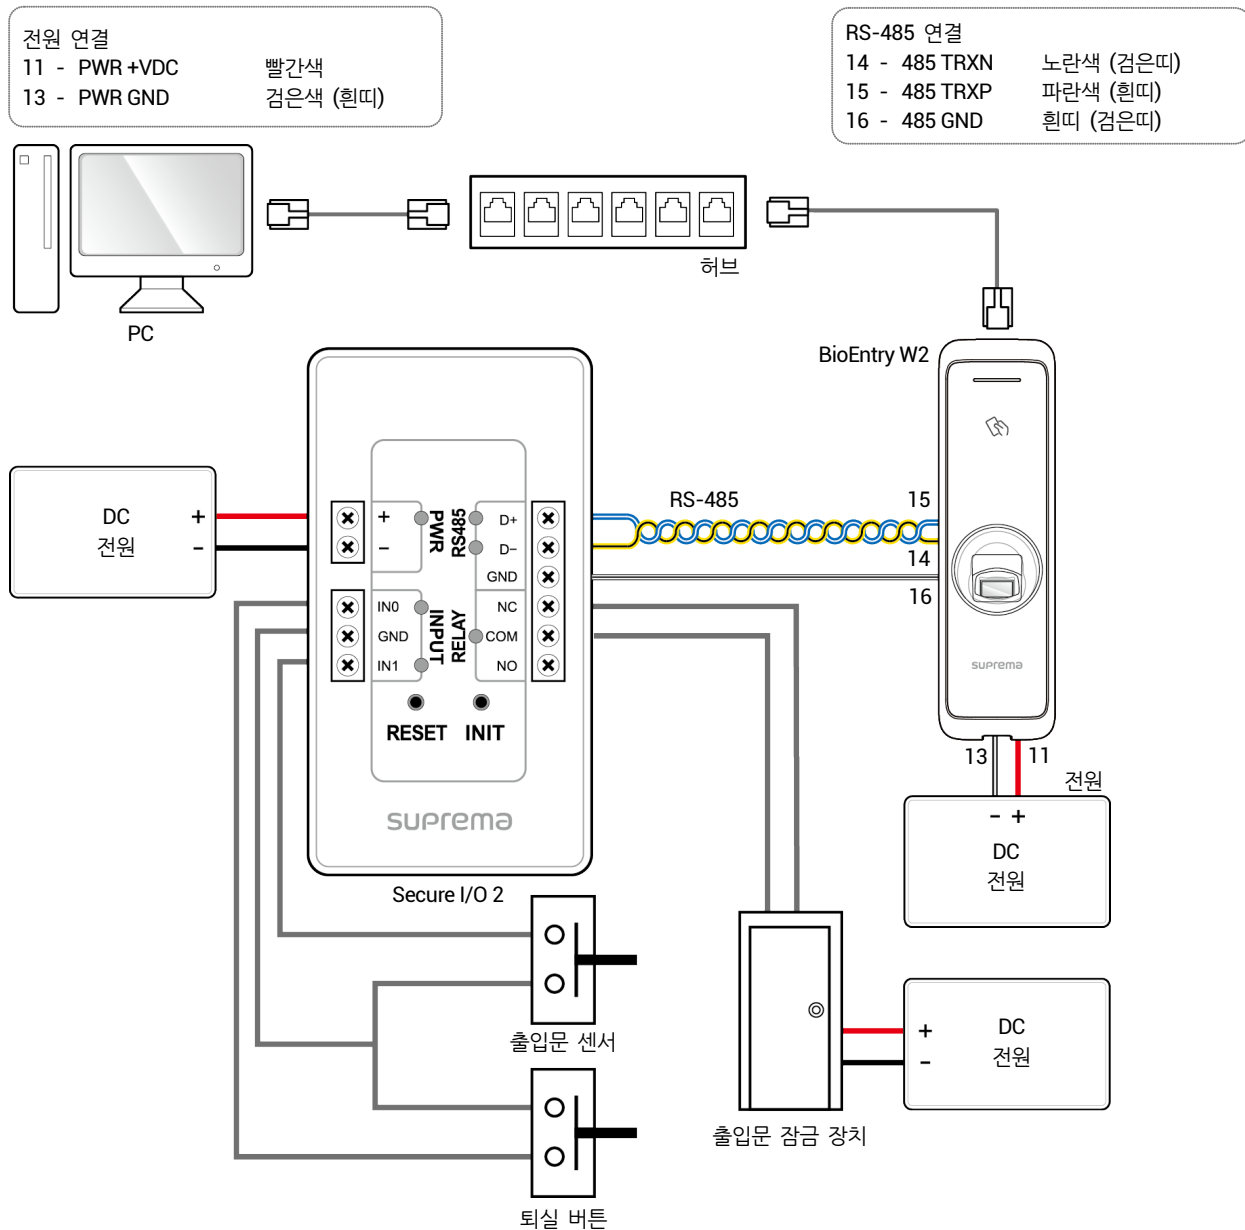 전원 연결
11 - PWR +VDC 빨간색
13 - PWR GND 검은색 (흰띠)
RS-485 연결
14 - 485 TRXN 노란색 (검은띠)
15 - 485 TRXP 파란색 (흰띠)
16 - 485 GND 흰띠 (검은띠)
허브
PC
BioEntry W2
DC
전원
+
-
+
-
PWR
RS485
D+
D-
GND
IN0
GND
IN1
INPUT
RELAY
NC
COM
NO
RESET INIT
suprema
Secure I/O 2
RS-485
15
14
16
suprema
13
11
전원
- +
DC
전원
출입문 센서
퇴실 버튼
출입문 잠금 장치
+
-
DC
전원